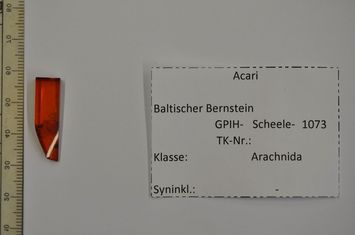 Acari
Baltischer Bernstein
GPIH- Scheele- 1073
TK-Nr.:
Klasse: Arachnida
Syninkl.: -